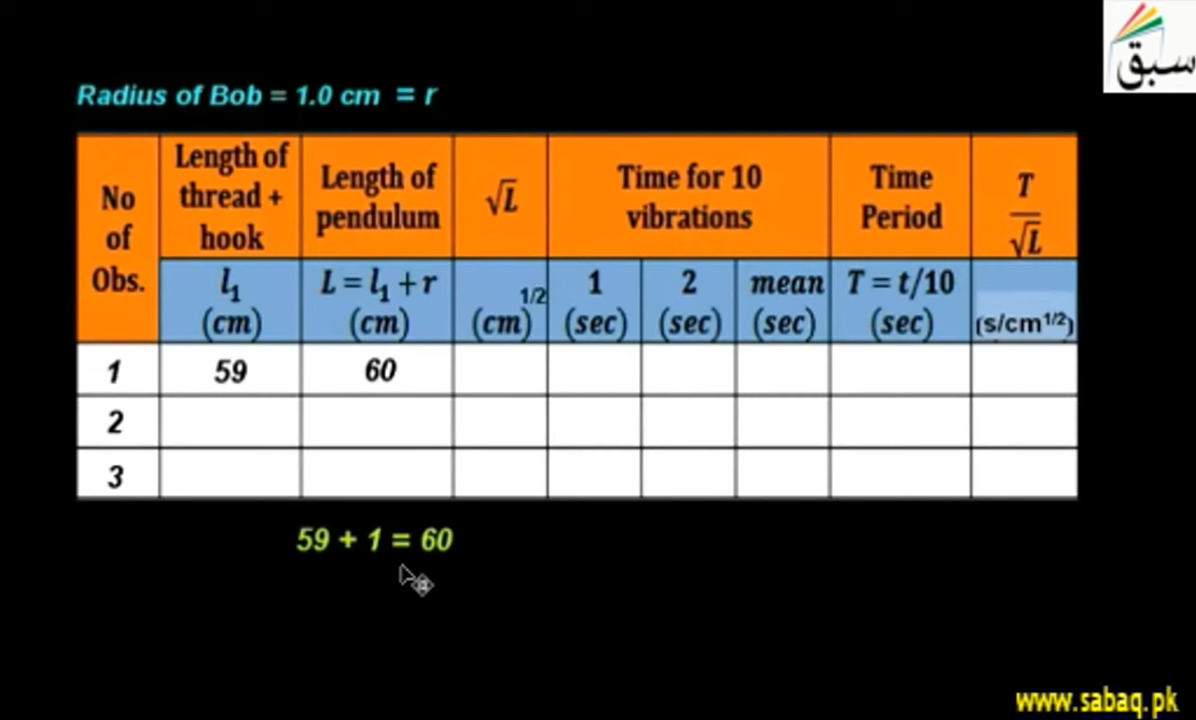 سبق
Radius of Bob = 1.0 cm = r
No of Obs.
Length of thread + hook
Length of pendulum
√L
Time for 10 vibrations
Time Period
T/√L
l₁ (cm)
L = l₁ + r (cm)
(cm)^1/2
1 (sec)
2 (sec)
mean (sec)
T = t/10 (sec)
(s/cm^1/2)
1 59 60
2
3
59 + 1 = 60
www.sabaq.pk